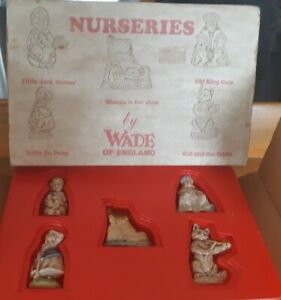 NURSERIES
Little Jack Horner
Old King Cole
Woman in the shoe
by
WADE
OF ENGLAND
Little Bo Peep
Cat and the fiddle